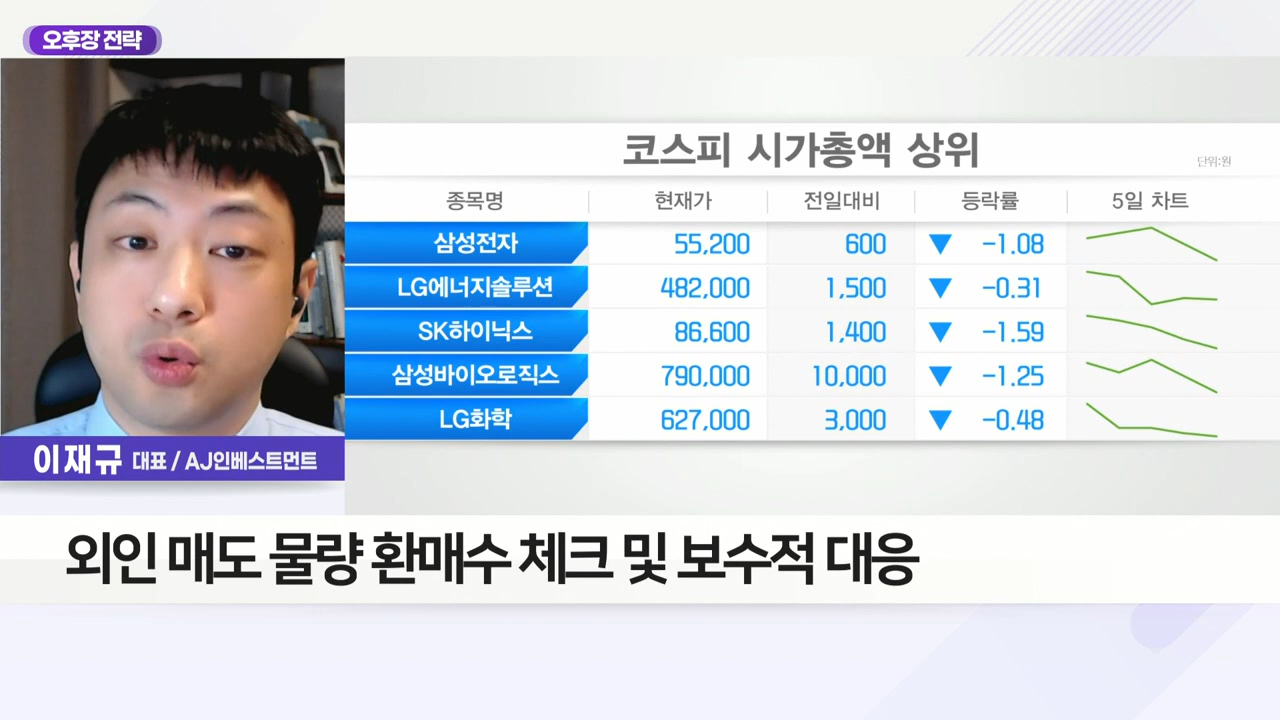 오후장 전략
코스피 시가총액 상위
단위:원
종목명 현재가 전일대비 등락률 5일 차트
삼성전자 55,200 600 ▼ -1.08
LG에너지솔루션 482,000 1,500 ▼ -0.31
SK하이닉스 86,600 1,400 ▼ -1.59
삼성바이오로직스 790,000 10,000 ▼ -1.25
LG화학 627,000 3,000 ▼ -0.48
이재규 대표 / AJ인베스트먼트
외인 매도 물량 환매수 체크 및 보수적 대응